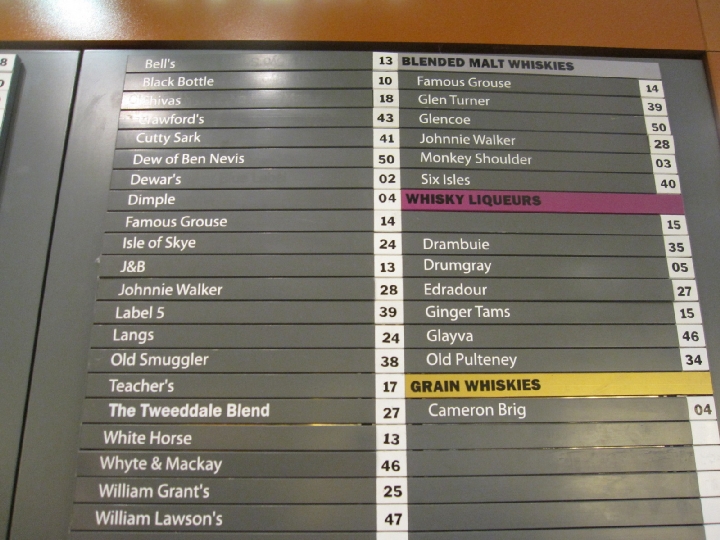 Bell's 13
Black Bottle 10
Chivas 18
Crawford's 43
Cutty Sark 41
Dew of Ben Nevis 50
Dewar's 02
Dimple 04
Famous Grouse 14
Isle of Skye 24
J&B 13
Johnnie Walker 28
Label 5 39
Langs 24
Old Smuggler 38
Teacher's 17
The Tweeddale Blend 27
White Horse 13
Whyte & Mackay 46
William Grant's 25
William Lawson's 47
BLENDED MALT WHISKIES
Famous Grouse 14
Glen Turner 39
Glencoe 50
Johnnie Walker 28
Monkey Shoulder 03
Six Isles 40
WHISKY LIQUEURS
15
Drambuie 35
Drumgray 05
Edradour 27
Ginger Tams 15
Glayva 46
Old Pulteney 34
GRAIN WHISKIES
Cameron Brig 04